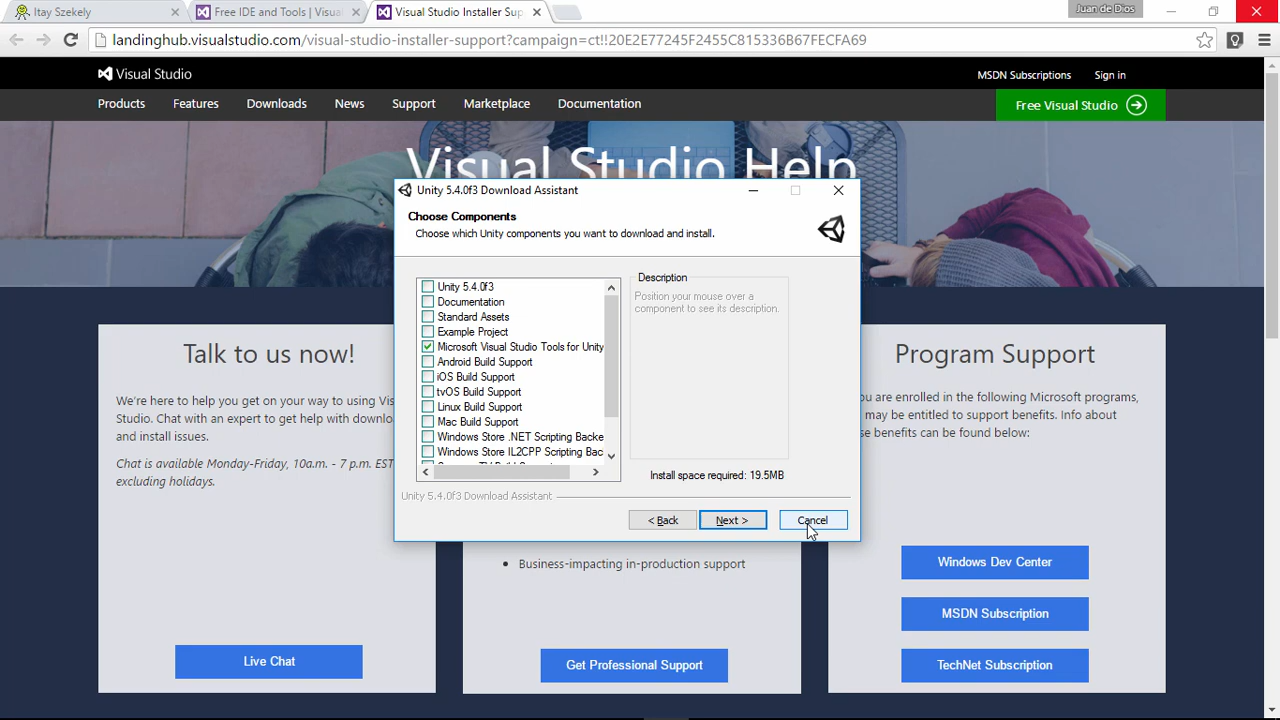 Itay Szekely
Free IDE and Tools | Visua
Visual Studio Installer Sup
Juan de Dios
landinghub.visualstudio.com/visual-studio-installer-support?campaign=ct!!20E2E77245F2455C815336B67FECFA69
Visual Studio
MSDN Subscriptions
Sign in
Products
Features
Downloads
News
Support
Marketplace
Documentation
Free Visual Studio
Visual Studio Help
Unity 5.4.0f3 Download Assistant
Choose Components
Choose which Unity components you want to download and install.
Unity 5.4.0f3
Documentation
Standard Assets
Example Project
Microsoft Visual Studio Tools for Unity
Android Build Support
iOS Build Support
tvOS Build Support
Linux Build Support
Mac Build Support
Windows Store .NET Scripting Backe
Windows Store IL2CPP Scripting Bac
Description
Position your mouse over a
component to see its description.
Install space required: 19.5MB
Unity 5.4.0f3 Download Assistant
< Back
Next >
Cancel
Talk to us now!
We're here to help you get on your way to using Vis
Studio. Chat with an expert to get help with downlo
and install issues.
Chat is available Monday-Friday, 10a.m. - 7 p.m. EST
excluding holidays.
Live Chat
Business-impacting in-production support
Get Professional Support
Program Support
ou are enrolled in the following Microsoft programs,
may be entitled to support benefits. Info about
se benefits can be found below:
Windows Dev Center
MSDN Subscription
TechNet Subscription